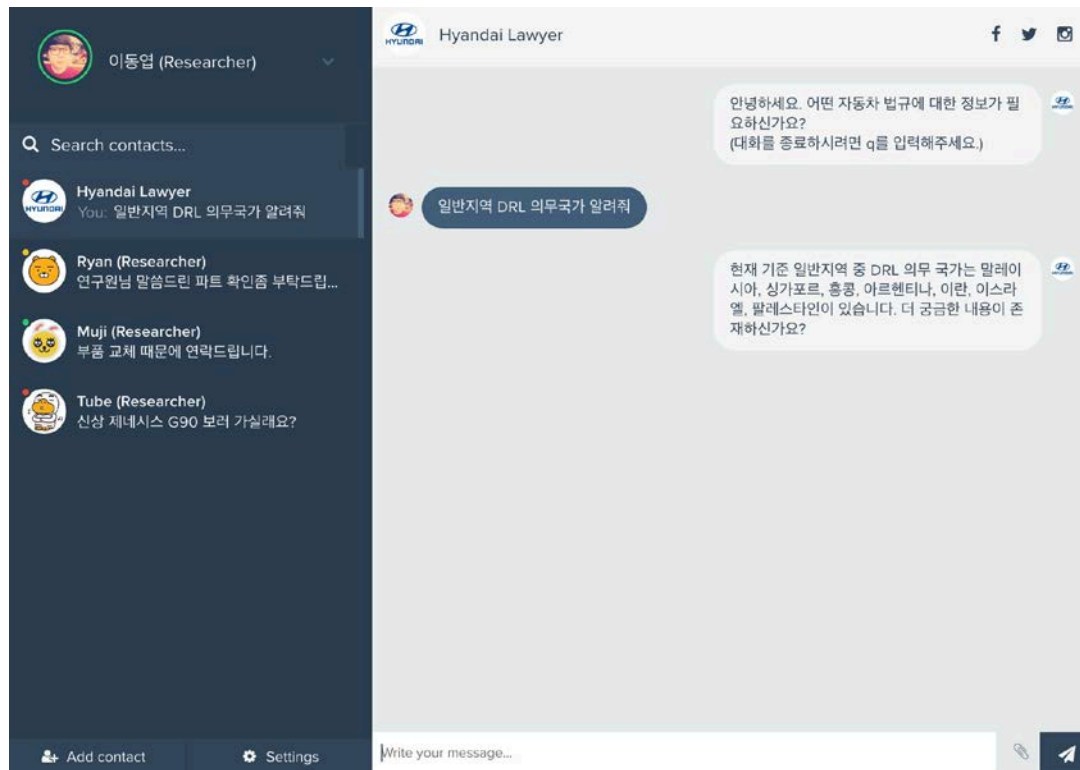 이동엽 (Researcher)
Search contacts...
HYUNDAI
Hyandai Lawyer
You: 일반지역 DRL 의무국가 알려줘
Ryan (Researcher)
연구원님 말씀드린 파트 확인좀 부탁드립...
Muji (Researcher)
부품 교체 때문에 연락드립니다.
Tube (Researcher)
신상 제네시스 G90 보러 가실래요?
Add contact
Settings
HYUNDAI
Hyandai Lawyer
안녕하세요. 어떤 자동차 법규에 대한 정보가 필
요하신가요?
(대화를 종료하시려면 q를 입력해주세요.)
일반지역 DRL 의무국가 알려줘
현재 기준 일반지역 중 DRL 의무 국가는 말레이
시아, 싱가포르, 홍콩, 아르헨티나, 이란, 이스라
엘, 팔레스타인이 있습니다. 더 궁금한 내용이 존
재하신가요?
Write your message...